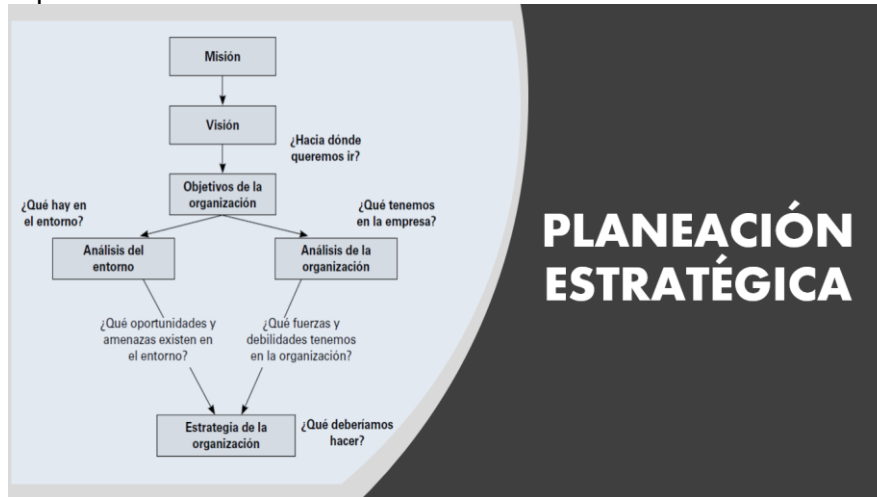 Misión
Visión
¿Hacia dónde
queremos ir?
Objetivos de la
organización
¿Qué hay en
el entorno?
¿Qué tenemos
en la empresa?
Análisis del
entorno
Análisis de la
organización
¿Qué oportunidades y
amenazas existen en
el entorno?
¿Qué fuerzas y
debilidades tenemos
en la organización?
Estrategia de la
organización
¿Qué deberíamos
hacer?
PLANEACIÓN
ESTRATÉGICA